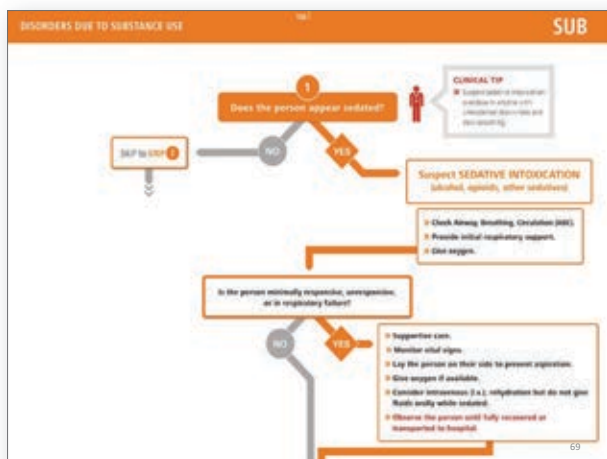 DISORDERS DUE TO SUBSTANCE USE
SUB
1
Does the person appear sedated?
CLINICAL TIP
SKIP to STEP 2
NO
YES
Suspect SEDATIVE INTOXICATION
(alcohol, opioids, other sedatives)
Check Airway, Breathing, Circulation (ABC).
Provide initial respiratory support.
Give oxygen.
Is the person minimally responsive, unresponsive,
or in respiratory failure?
NO
YES
Supportive care.
Monitor vital signs.
Lay the person on their side to prevent aspiration.
Give oxygen if available.
Consider intravenous (i.v.) rehydration but do not give
fluids orally while sedated.
Observe the person until fully recovered or
transported to hospital.
69